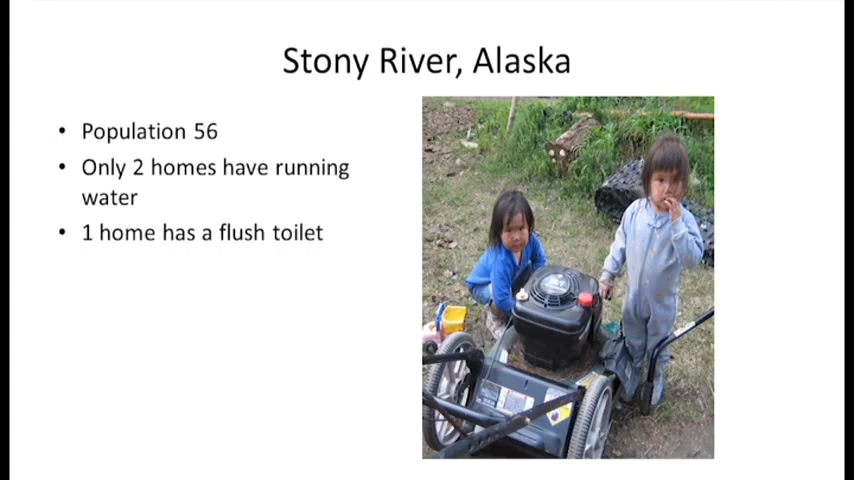 Stony River, Alaska
• Population 56
• Only 2 homes have running
water
• 1 home has a flush toilet